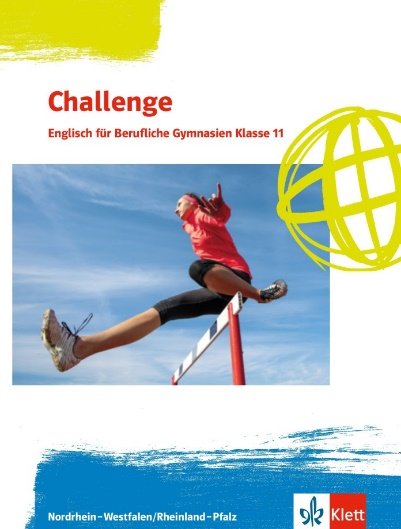 Challenge
Englisch für Berufliche Gymnasien Klasse 11
Nordrhein-Westfalen/Rheinland-Pfalz
Klett